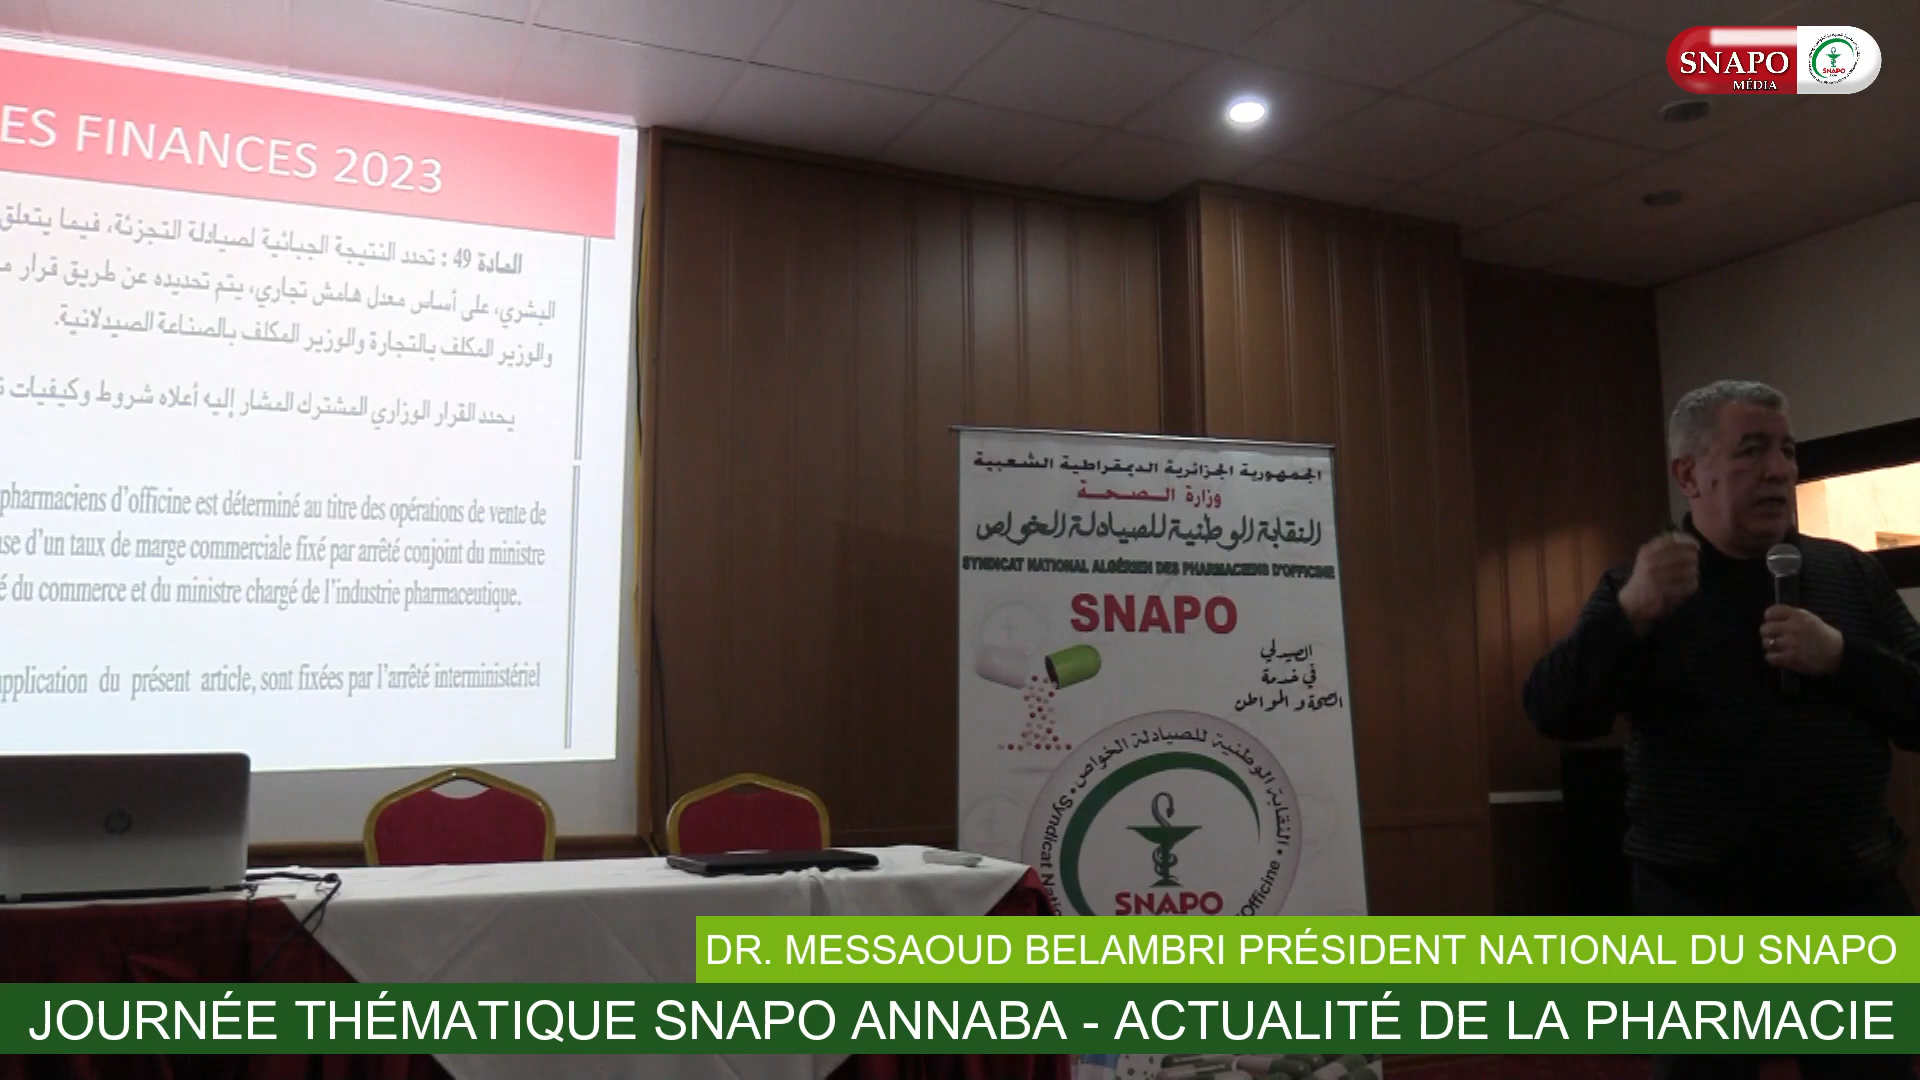 SNAPO
MÉDIA
ES FINANCES 2023
المادة 49 : تحدد النتيجة الجبائية لصيادلة التجزئة، فيما يتعلق
البشري، على أساس معدل هامش تجاري، يتم تحديده عن طريق قرار
والوزير المكلف بالتجارة والوزير المكلف بالصناعة الصيدلانية.
يحدد القرار الوزاري المشترك المشار إليه أعلاه شروط وكيفيات
pharmaciens d'officine est déterminé au titre des opérations de vente de
d'un taux de marge commerciale fixé par arrêté conjoint du ministre
é du commerce et du ministre chargé de l'industrie pharmaceutique.
application du présent article, sont fixées par l'arrêté interministériel
الجمهورية الجزائرية الديمقراطية الشعبية
وزارة الصحة
النقابة الوطنية للصيادلة الخواص
SYNDICAT NATIONAL ALGÉRIEN DES PHARMACIENS D'OFFICINE
SNAPO
الصيدلي
في خدمة
الصحة و المواطن
النقابة الوطنية للصيادلة الخواص
Syndicat Natio
Officine
SNAPO
hp
DR. MESSAOUD BELAMBRI PRÉSIDENT NATIONAL DU SNAPO
JOURNÉE THÉMATIQUE SNAPO ANNABA - ACTUALITÉ DE LA PHARMACIE